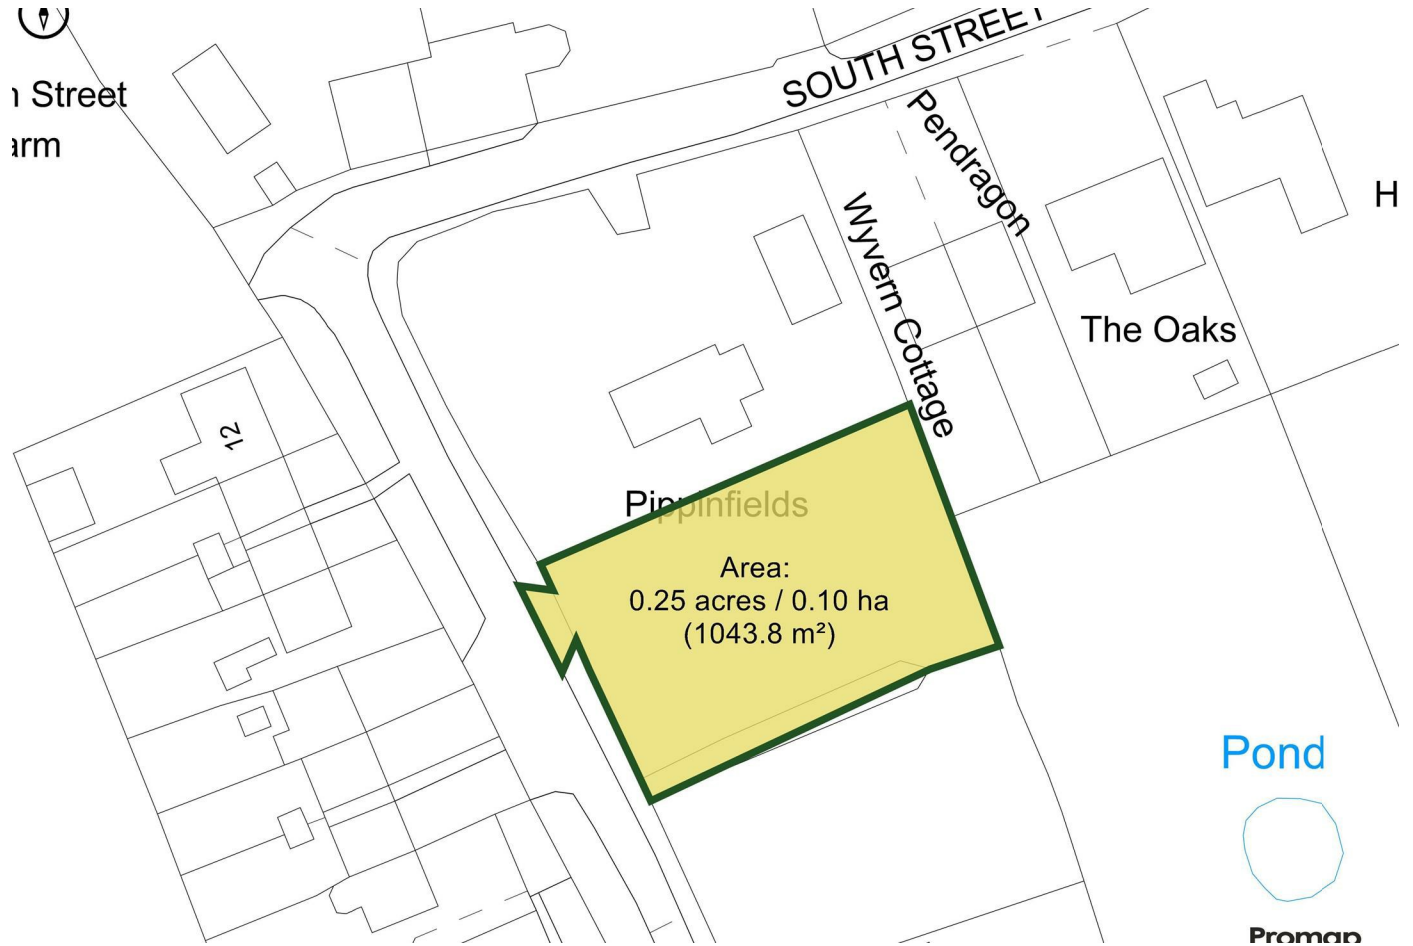 SOUTH STREET
Street
Pendragon
H
Wyvern Cottage
The Oaks
12
Pippinfields
Area:
0.25 acres / 0.10 ha
(1043.8 m²)
Pond
Promap